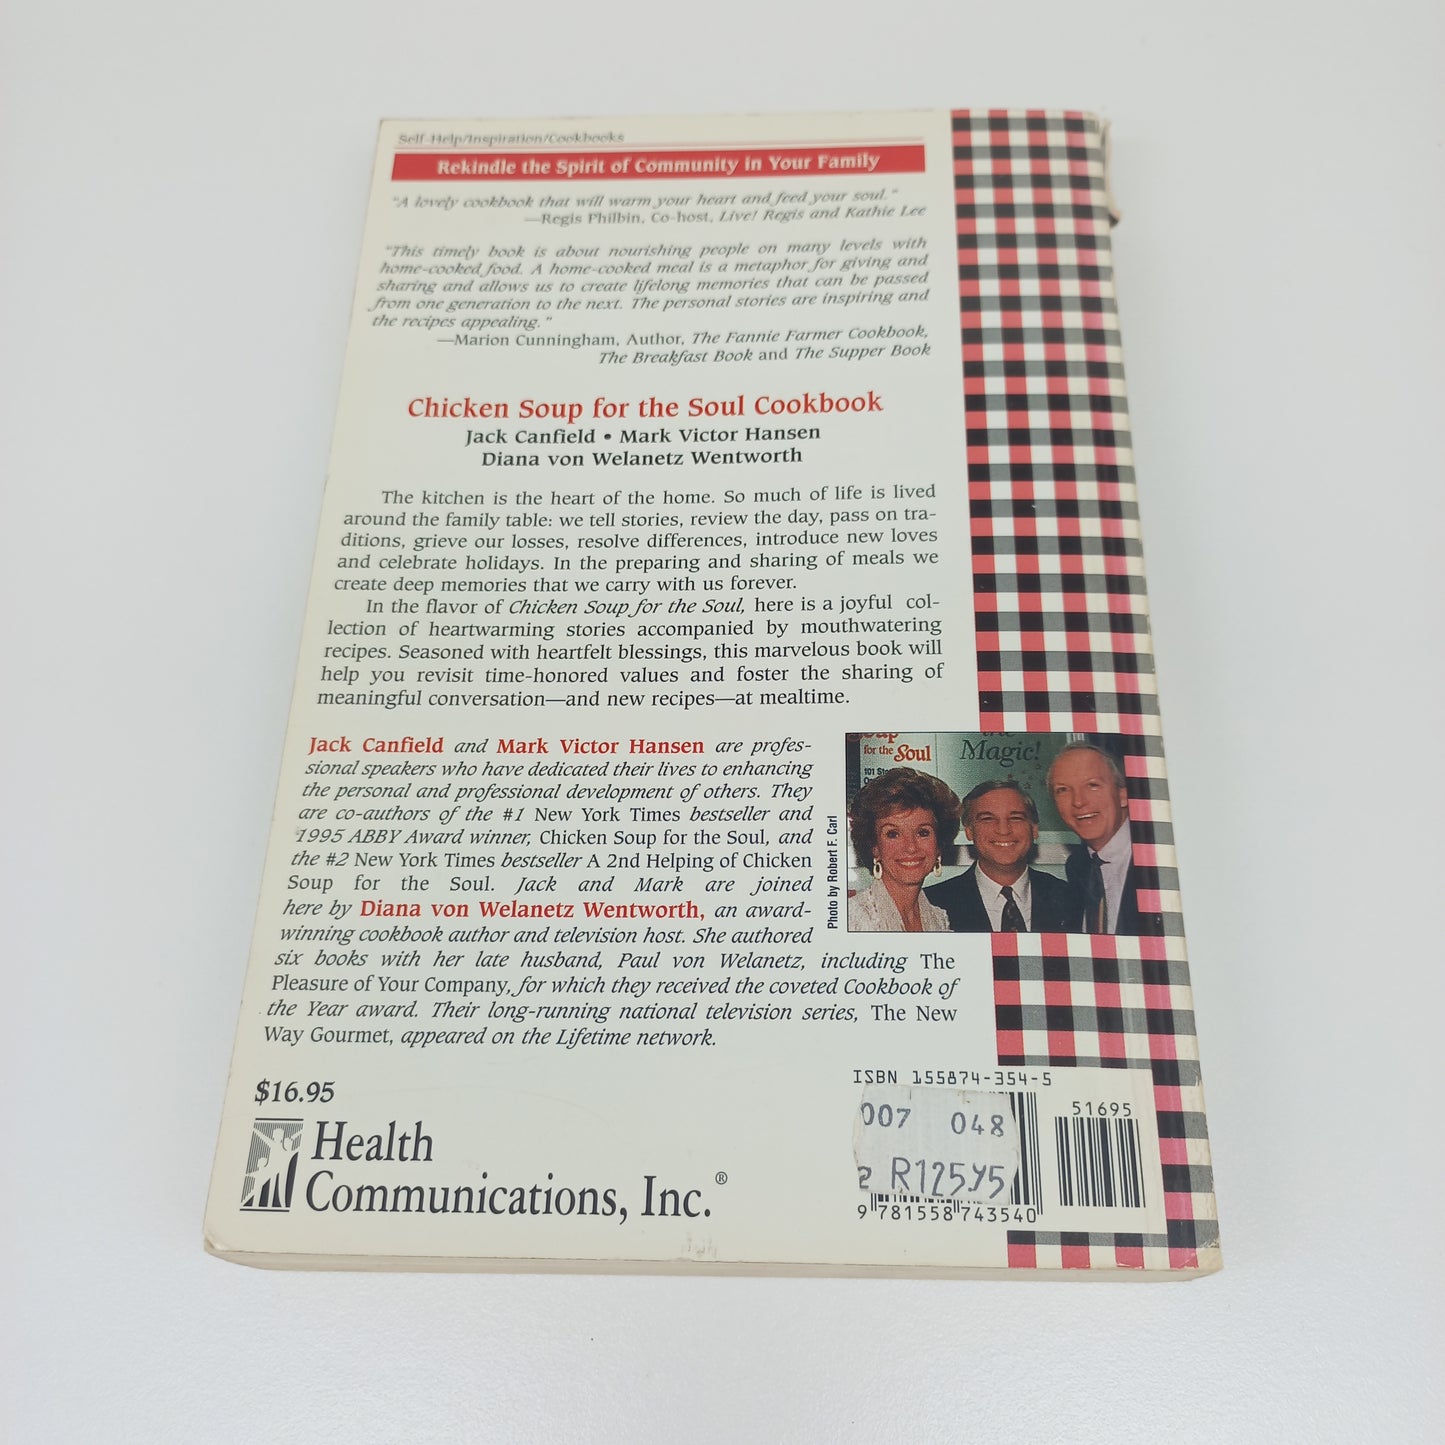 Self-Help/Inspiration/Cookbooks
Rekindle the Spirit of Community in Your Family
"A lovely cookbook that will warm your heart and feed your soul."
—Regis Philbin, Co-host, Live! Regis and Kathie Lee
"This timely book is about nourishing people on many levels with
home-cooked food. A home-cooked meal is a metaphor for giving and
sharing and allows us to create lifelong memories that can be passed
from one generation to the next. The personal stories are inspiring and
the recipes appealing."
—Marion Cunningham, Author, The Fannie Farmer Cookbook,
The Breakfast Book and The Supper Book
Chicken Soup for the Soul Cookbook
Jack Canfield • Mark Victor Hansen
Diana von Welanetz Wentworth
The kitchen is the heart of the home. So much of life is lived
around the family table: we tell stories, review the day, pass on tra-
ditions, grieve our losses, resolve differences, introduce new loves
and celebrate holidays. In the preparing and sharing of meals we
create deep memories that we carry with us forever.
In the flavor of Chicken Soup for the Soul, here is a joyful col-
lection of heartwarming stories accompanied by mouthwatering
recipes. Seasoned with heartfelt blessings, this marvelous book will
help you revisit time-honored values and foster the sharing of
meaningful conversation—and new recipes—at mealtime.
Jack Canfield and Mark Victor Hansen are profes-
sional speakers who have dedicated their lives to enhancing
the personal and professional development of others. They
are co-authors of the #1 New York Times bestseller and
1995 ABBY Award winner, Chicken Soup for the Soul, and
the #2 New York Times bestseller A 2nd Helping of Chicken
Soup for the Soul. Jack and Mark are joined
here by Diana von Welanetz Wentworth, an award-
winning cookbook author and television host. She authored
six books with her late husband, Paul von Welanetz, including The
Pleasure of Your Company, for which they received the coveted Cookbook of
the Year award. Their long-running national television series, The New
Way Gourmet, appeared on the Lifetime network.
for the Soul
101
Magic!
Photo by Robert F. Carl
$16.95
Health
Communications, Inc.®
ISBN 155874-354-5
51695
007 048
R125.95
9 781558 743540